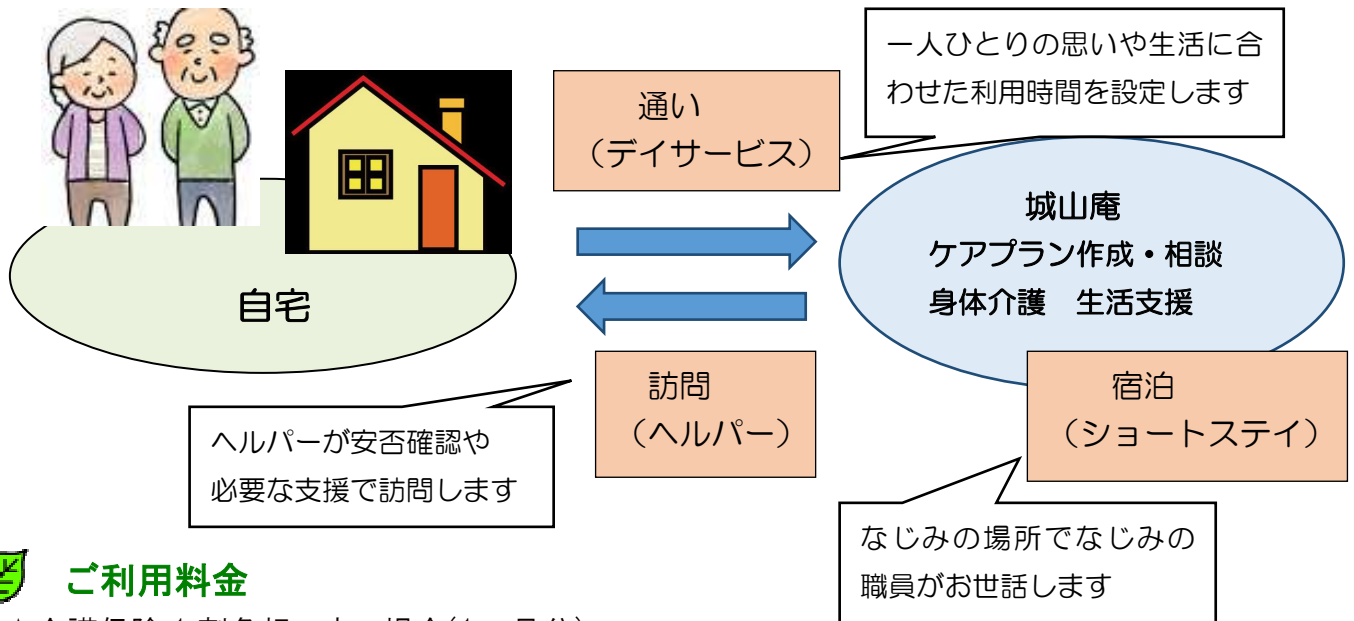 一人ひとりの思いや生活に合
わせた利用時間を設定します
通い
（デイサービス）
城山庵
ケアプラン作成・相談
身体介護　生活支援
自宅
訪問
（ヘルパー）
宿泊
（ショートステイ）
ヘルパーが安否確認や
必要な支援で訪問します
なじみの場所でなじみの
職員がお世話します
ご利用料金